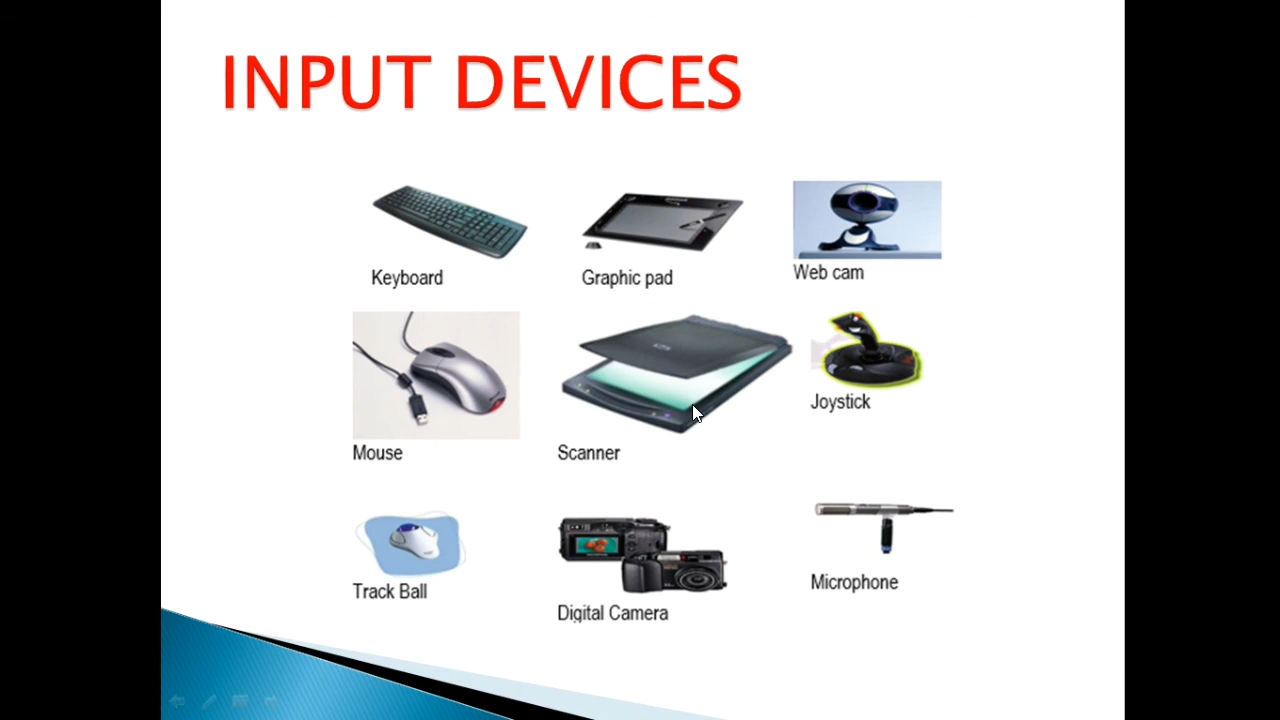 INPUT DEVICES
Keyboard
Graphic pad
Web cam
Mouse
Scanner
Joystick
Track Ball
Digital Camera
Microphone